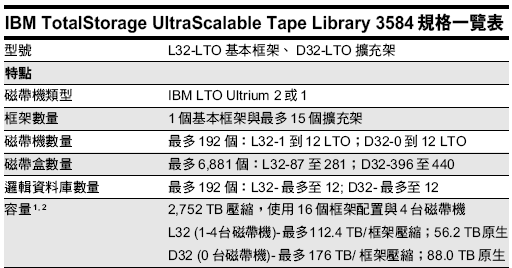 IBM TotalStorage UltraScalable Tape Library 3584 規格一覽表
型號 L32-LTO 基本框架、D32-LTO 擴充架
特點
磁帶機類型 IBM LTO Ultrium 2 或 1
框架數量 1 個基本框架與最多 15 個擴充架
磁帶機數量 最多 192 個：L32-1 到 12 LTO；D32-0 到 12 LTO
磁帶盒數量 最多 6,881 個：L32-87 至 281；D32-396 至 440
邏輯資料庫數量 最多 192 個：L32- 最多至 12; D32- 最多至 12
容量1, 2 2,752 TB 壓縮，使用 16 個框架配置與 4 台磁帶機
L32 (1-4台磁帶機)- 最多112.4 TB/框架壓縮；56.2 TB原生
D32 (0 台磁帶機)- 最多 176 TB/ 框架壓縮；88.0 TB 原生